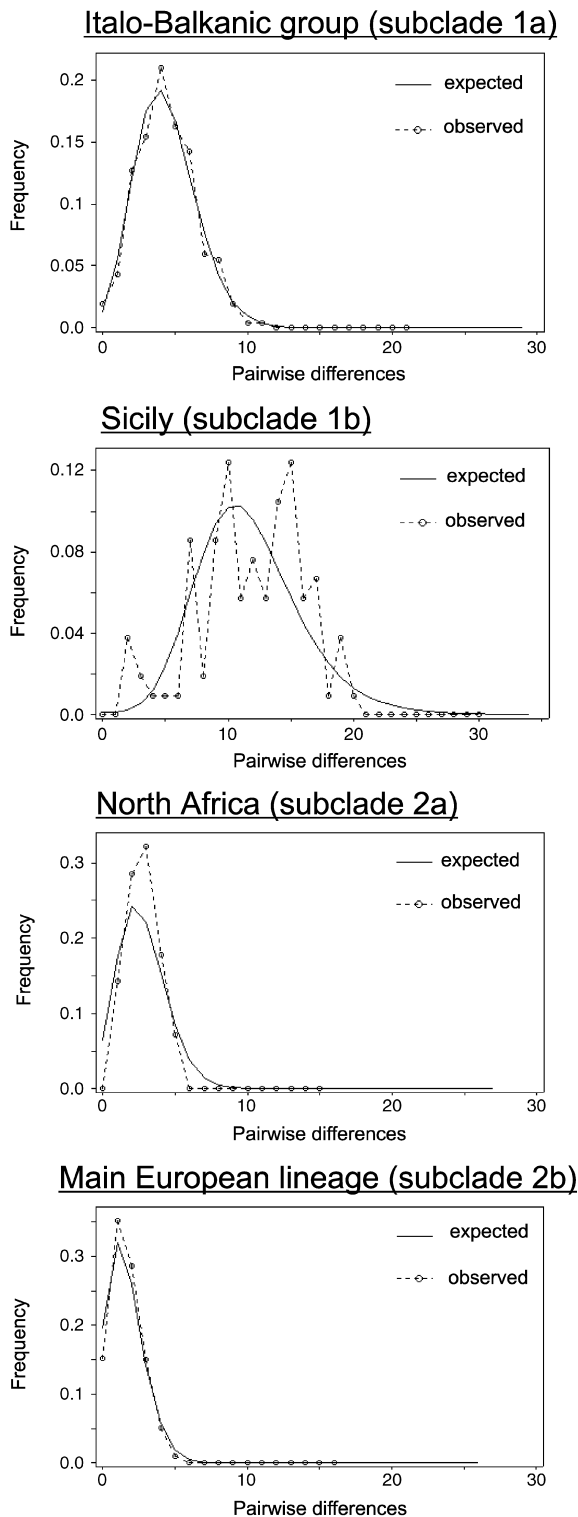 Italo-Balkanic group (subclade 1a)
expected
observed
Frequency
0.2
0.15
0.1
0.05
0.0
0 10 20 30
Pairwise differences
Sicily (subclade 1b)
expected
observed
Frequency
0.12
0.08
0.04
0.0
0 10 20 30
Pairwise differences
North Africa (subclade 2a)
expected
observed
Frequency
0.3
0.2
0.1
0.0
0 10 20 30
Pairwise differences
Main European lineage (subclade 2b)
expected
observed
Frequency
0.3
0.2
0.1
0.0
0 10 20 30
Pairwise differences